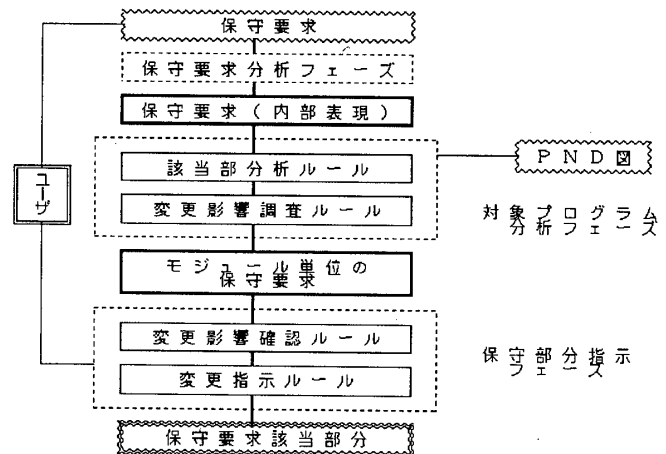 保守要求
保守要求分析フェーズ
保守要求（内部表現）
該当部分析ルール
PND図
ユーザ
変更影響調査ルール
対象プログラム
分析フェーズ
モジュール単位の
保守要求
変更影響確認ルール
保守部分指示
フェーズ
変更指示ルール
保守要求該当部分